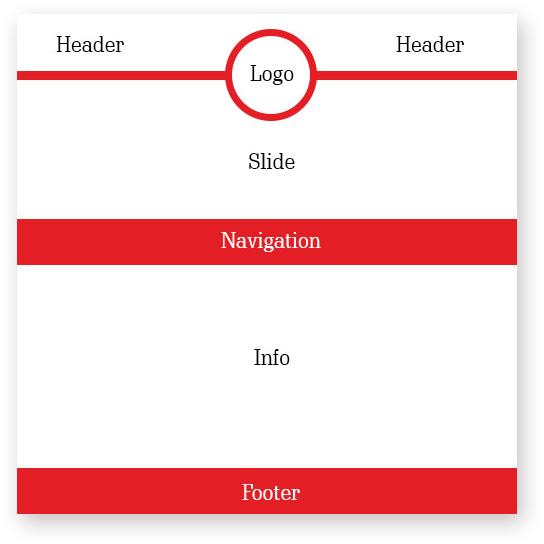 Header
Header
Logo
Slide
Navigation
Info
Footer